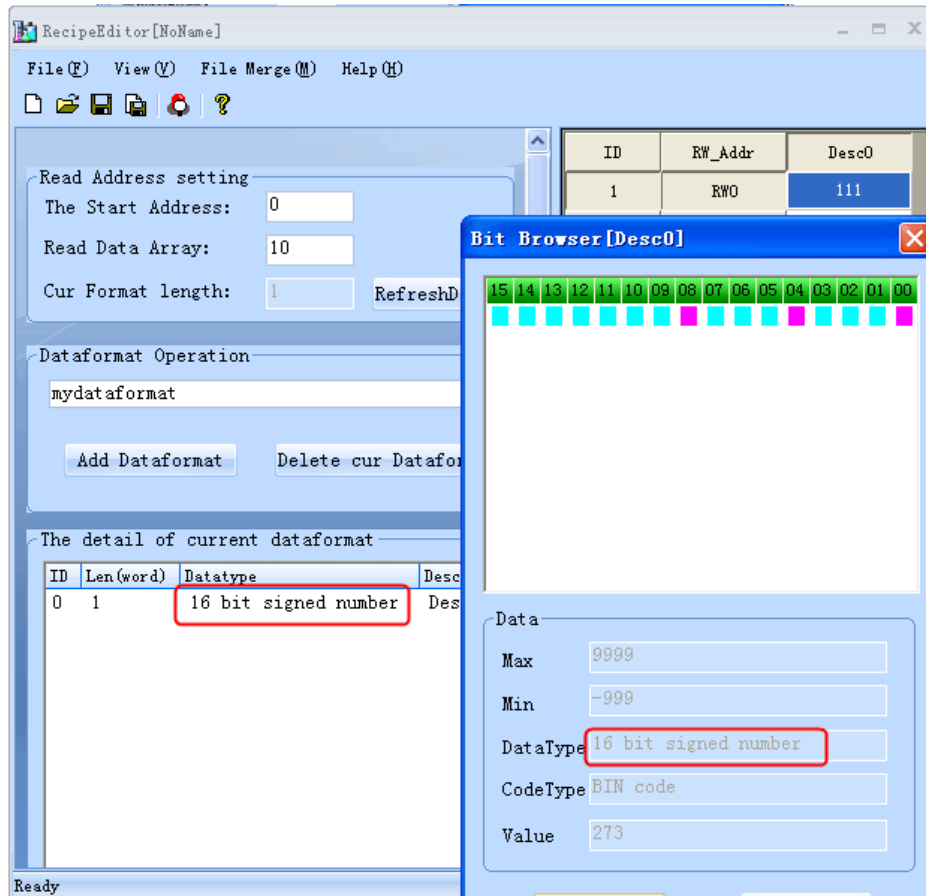 RecipeEditor[NoName]
File(F) View(V) File Merge(M) Help(H)
Read Address setting
The Start Address: 0
Read Data Array: 10
Cur Format length: 1 RefreshD
Dataformat Operation
mydataformat
Add Dataformat Delete cur Datafor
The detail of current dataformat
ID Len(word) Datatype Desc
0 1 16 bit signed number Des
Ready
ID RW_Addr Desc0
1 RW0 111
Bit Browser[Desc0]
15 14 13 12 11 10 09 08 07 06 05 04 03 02 01 00
Data
Max 9999
Min -999
DataType 16 bit signed number
CodeType BIN code
Value 273